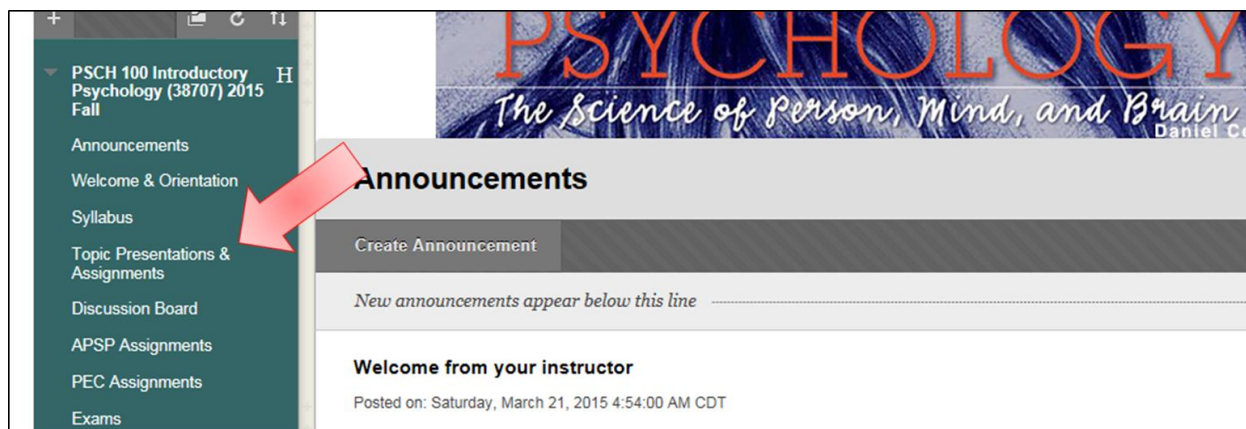 PSCH 100 Introductory H
Psychology (38707) 2015
Fall
Announcements
Welcome & Orientation
Syllabus
Topic Presentations &
Assignments
Discussion Board
APSP Assignments
PEC Assignments
Exams
PSYCHOLOGY
The Science of Person, Mind, and Brain
Daniel
Announcements
Create Announcement
New announcements appear below this line
Welcome from your instructor
Posted on: Saturday, March 21, 2015 4:54:00 AM CDT